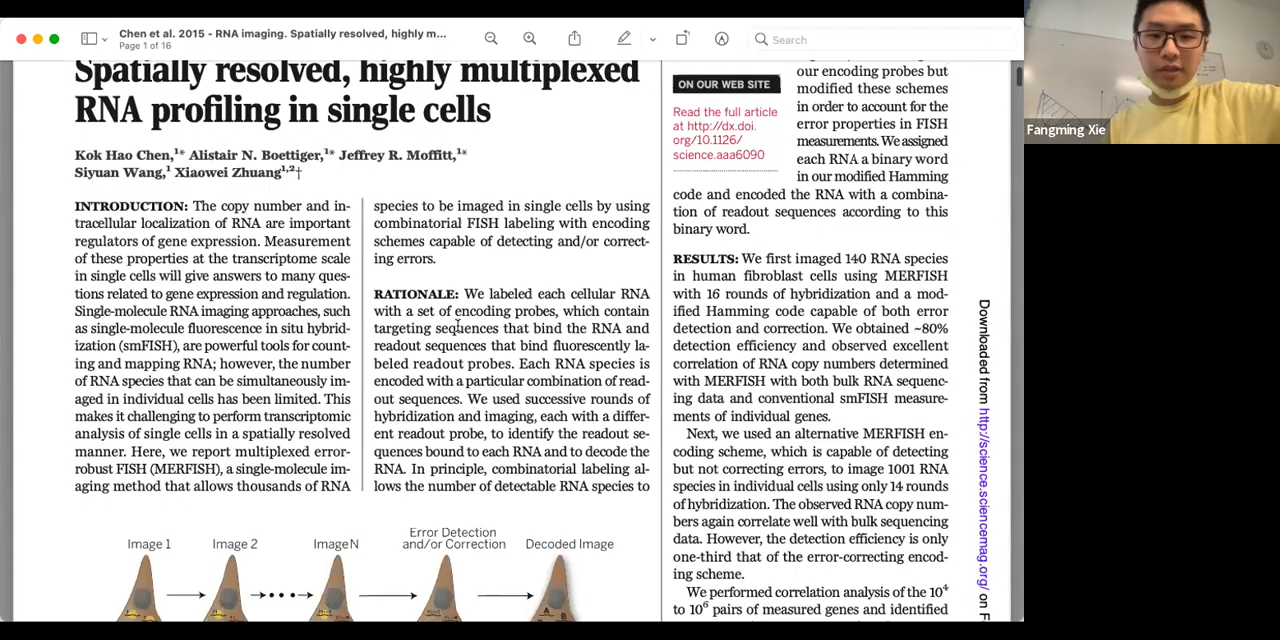 Chen et al. 2015 - RNA imaging. Spatially resolved, highly m...
Page 1 of 16
Search
Spatially resolved, highly multiplexed
RNA profiling in single cells
Kok Hao Chen,1* Alistair N. Boettiger,1* Jeffrey R. Moffitt,1*
Siyuan Wang,1 Xiaowei Zhuang1,2†
INTRODUCTION: The copy number and in-
tracellular localization of RNA are important
regulators of gene expression. Measurement
of these properties at the transcriptome scale
in single cells will give answers to many ques-
tions related to gene expression and regulation.
Single-molecule RNA imaging approaches, such
as single-molecule fluorescence in situ hybrid-
ization (smFISH), are powerful tools for count-
ing and mapping RNA; however, the number
of RNA species that can be simultaneously im-
aged in individual cells has been limited. This
makes it challenging to perform transcriptomic
analysis of single cells in a spatially resolved
manner. Here, we report multiplexed error-
robust FISH (MERFISH), a single-molecule im-
aging method that allows thousands of RNA
species to be imaged in single cells by using
combinatorial FISH labeling with encoding
schemes capable of detecting and/or correct-
ing errors.
RATIONALE: We labeled each cellular RNA
with a set of encoding probes, which contain
targeting sequences that bind the RNA and
readout sequences that bind fluorescently la-
beled readout probes. Each RNA species is
encoded with a particular combination of read-
out sequences. We used successive rounds of
hybridization and imaging, each with a differ-
ent readout probe, to identify the readout se-
quences bound to each RNA and to decode the
RNA. In principle, combinatorial labeling al-
lows the number of detectable RNA species to
Image 1
Image 2
Image N
Error Detection
and/or Correction
Decoded Image
A
B
ON OUR WEB SITE
Read the full article
at http://dx.doi.
org/10.1126/
science.aaa6090
our encoding probes but
modified these schemes
in order to account for the
error properties in FISH
measurements. We assigned
each RNA a binary word
in our modified Hamming
code and encoded the RNA with a combina-
tion of readout sequences according to this
binary word.
RESULTS: We first imaged 140 RNA species
in human fibroblast cells using MERFISH
with 16 rounds of hybridization and a mod-
ified Hamming code capable of both error
detection and correction. We obtained ~80%
detection efficiency and observed excellent
correlation of RNA copy numbers determined
with MERFISH with both bulk RNA sequenc-
ing data and conventional smFISH measure-
ments of individual genes.
Next, we used an alternative MERFISH en-
coding scheme, which is capable of detecting
but not correcting errors, to image 1001 RNA
species in individual cells using only 14 rounds
of hybridization. The observed RNA copy num-
bers again correlate well with bulk sequencing
data. However, the detection efficiency is only
one-third that of the error-correcting encod-
ing scheme.
We performed correlation analysis of the 10⁴
to 10⁶ pairs of measured genes and identified
Downloaded from http://science.sciencemag.org/ on F
Fangming Xie